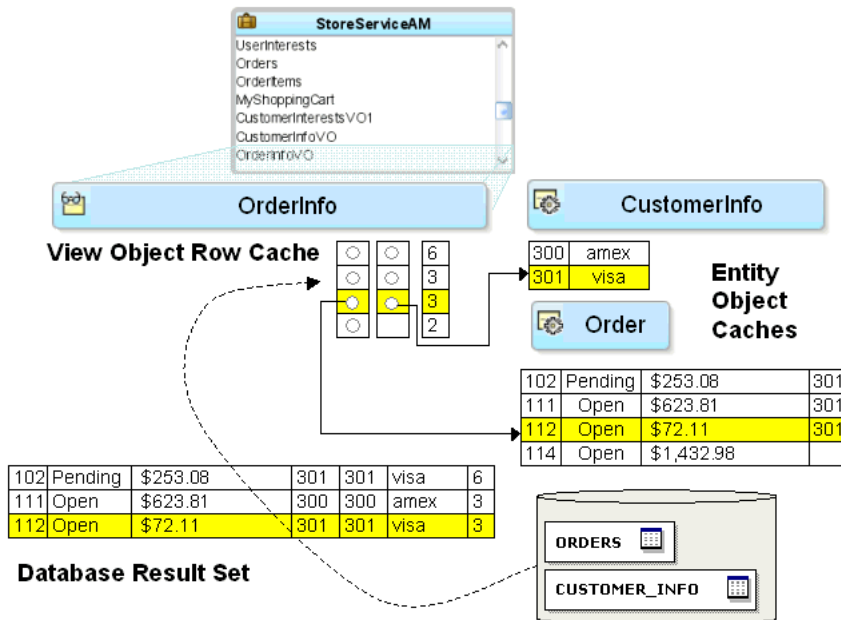 StoreServiceAM
UserInterests
Orders
OrderItems
MyShoppingCart
CustomerInterestsVO1
CustomerInfoVO
OrderInfoVO
OrderInfo
CustomerInfo
View Object Row Cache
6
3
3
2
300 amex
301 visa
Entity
Object
Caches
Order
102 Pending $253.08 301
111 Open $623.81 301
112 Open $72.11 301
114 Open $1,432.98
102 Pending $253.08 301 301 visa 6
111 Open $623.81 300 300 amex 3
112 Open $72.11 301 301 visa 3
Database Result Set
ORDERS
CUSTOMER_INFO